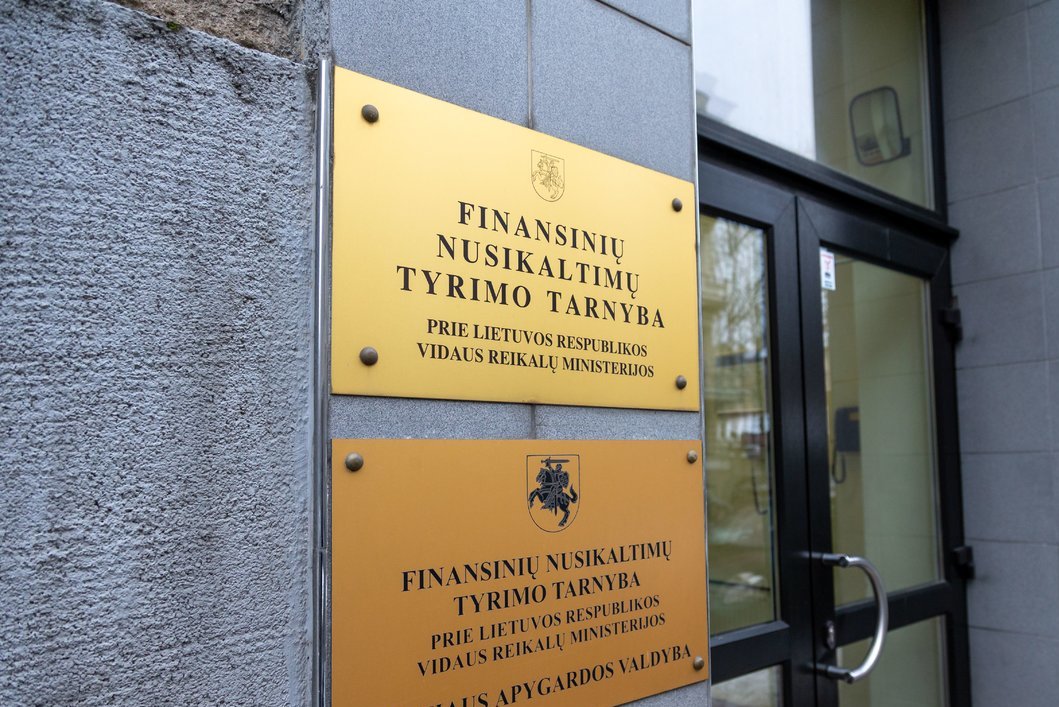 FINANSINIŲ
NUSIKALTIMŲ
TYRIMO TARNYBA
PRIE LIETUVOS RESPUBLIKOS
VIDAUS REIKALŲ MINISTERIJOS
FINANSINIŲ NUSIKALTIMŲ
TYRIMO TARNYBA
PRIE LIETUVOS RESPUBLIKOS
VIDAUS REIKALŲ MINISTERIJOS
APYGARDOS VALDYBA